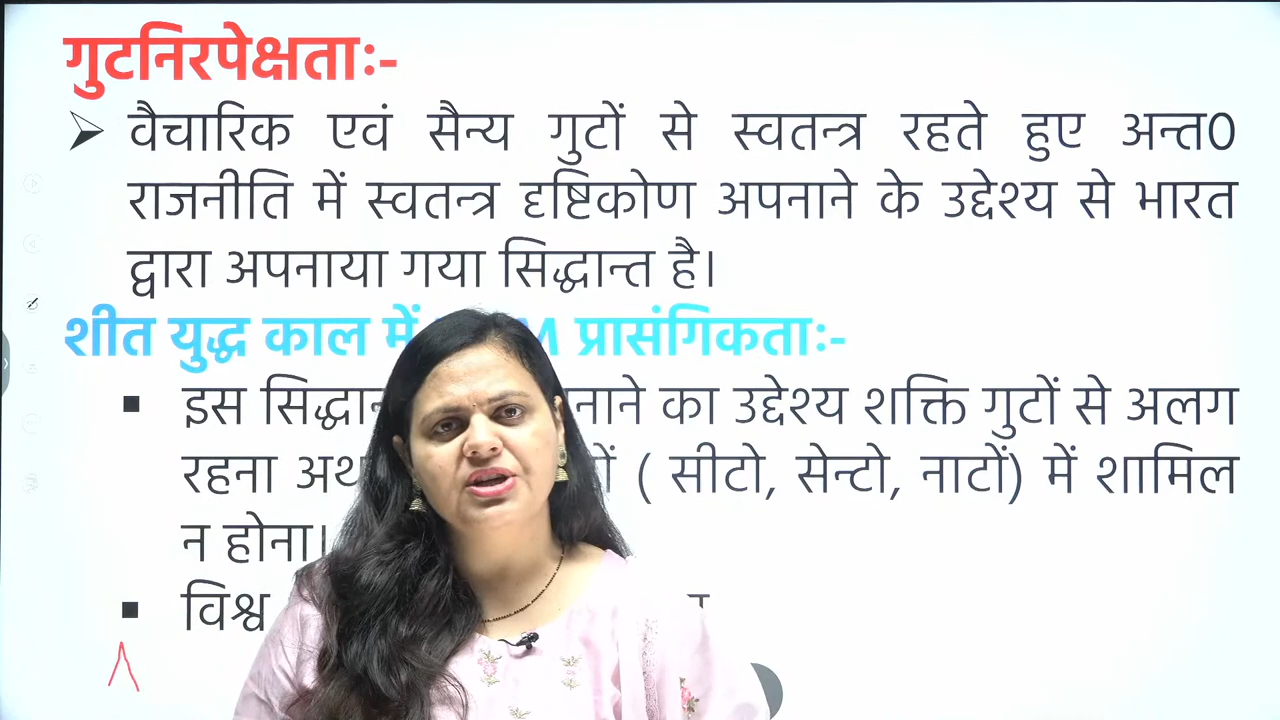 गुटनिरपेक्षताः-
वैचारिक एवं सैन्य गुटों से स्वतन्त्र रहते हुए अन्त0
राजनीति में स्वतन्त्र दृष्टिकोण अपनाने के उद्देश्य से भारत
द्वारा अपनाया गया सिद्धान्त है।
शीत युद्ध काल में प्रासंगिकताः-
इस का उद्देश्य शक्ति गुटों से अलग
रहना ( सीटो, सेन्टो, नाटों) में शामिल
न होना।
विश्व